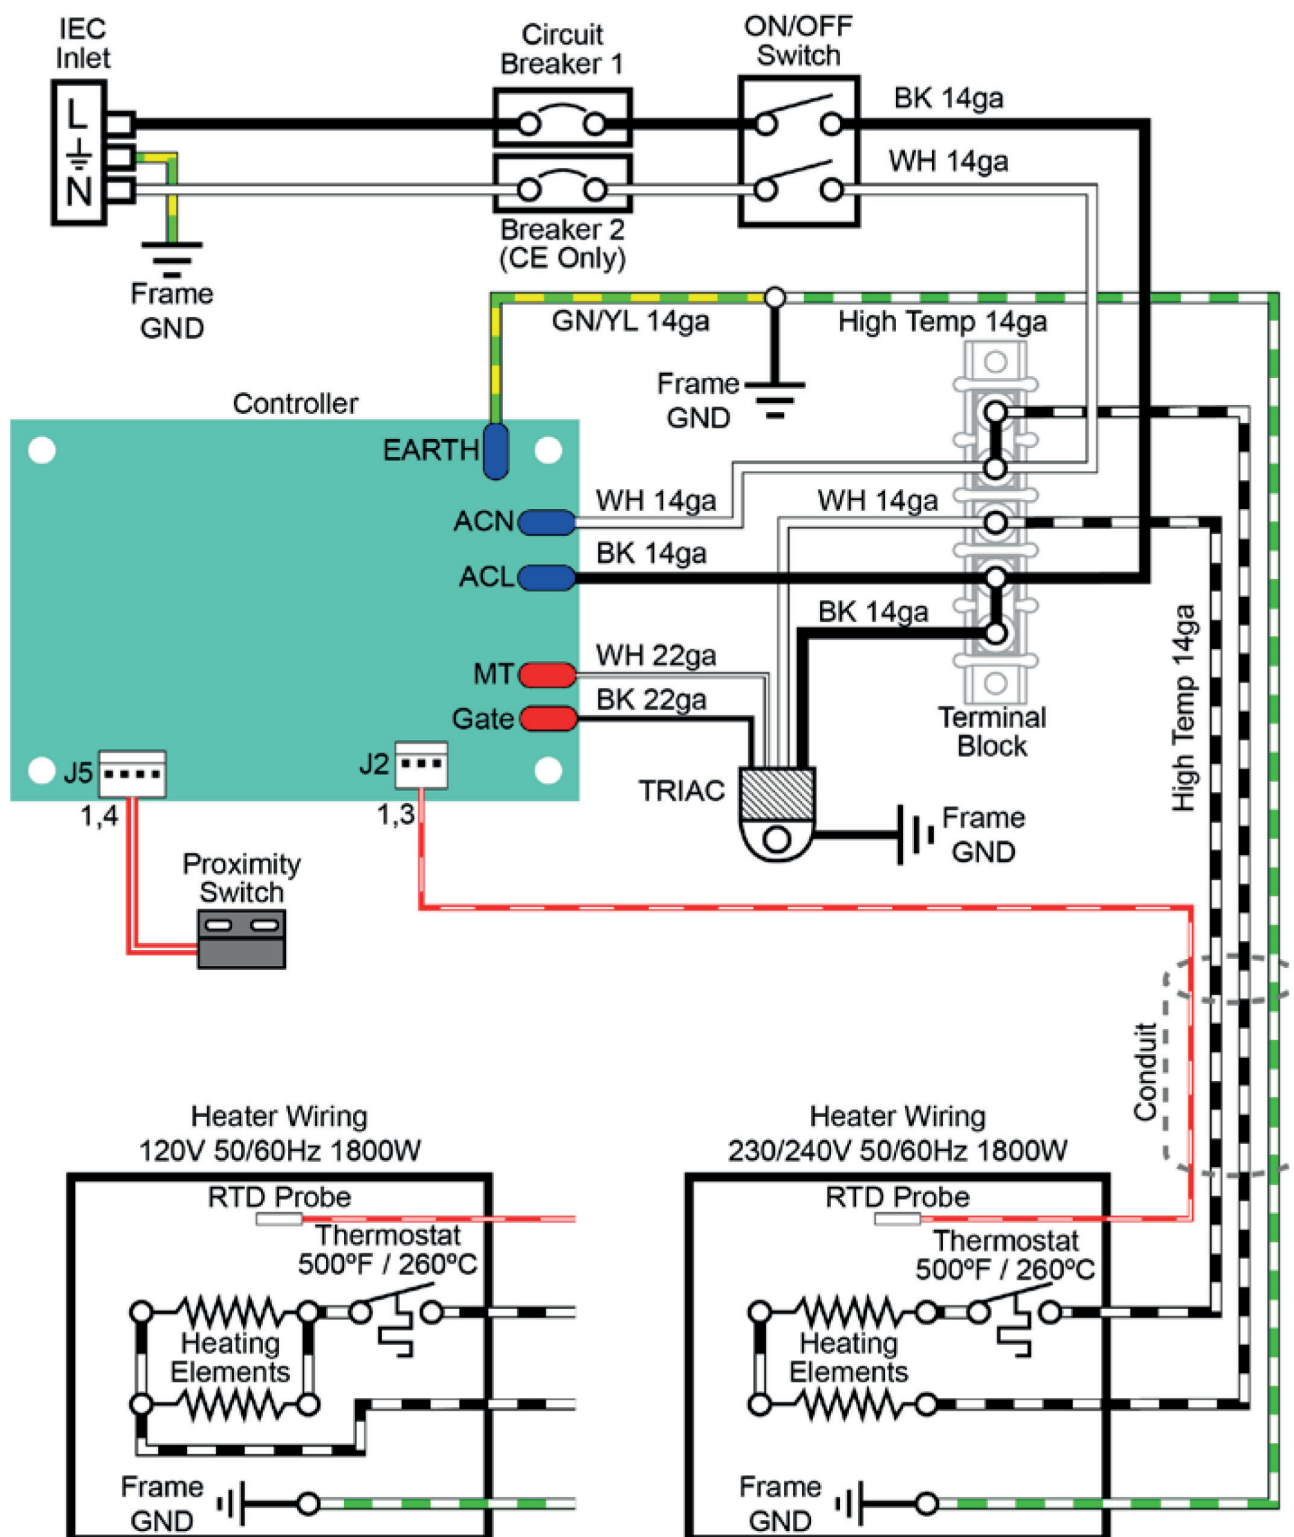 IEC
Inlet
L
N
Circuit
Breaker 1
ON/OFF
Switch
BK 14ga
WH 14ga
Breaker 2
(CE Only)
Frame
GND
GN/YL 14ga
High Temp 14ga
Frame
GND
Controller
EARTH
ACN
WH 14ga
WH 14ga
ACL
BK 14ga
BK 14ga
MT
WH 22ga
Gate
BK 22ga
Terminal
Block
High Temp 14ga
J5
1,4
J2
1,3
TRIAC
Frame
GND
Proximity
Switch
Conduit
Heater Wiring
120V 50/60Hz 1800W
RTD Probe
Thermostat
500ºF / 260ºC
Heating
Elements
Frame
GND
Heater Wiring
230/240V 50/60Hz 1800W
RTD Probe
Thermostat
500ºF / 260ºC
Heating
Elements
Frame
GND